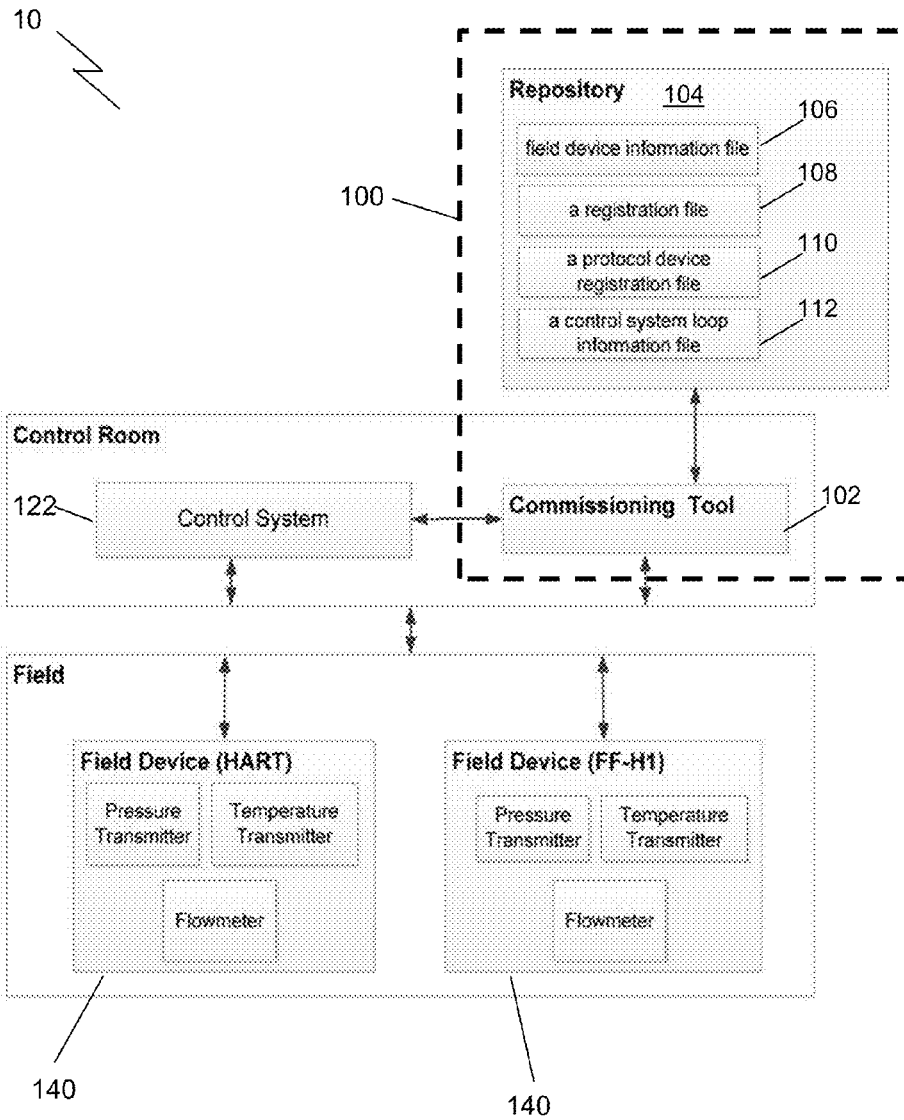 10
Repository 104
106
field device information file
108
100
a registration file
110
a protocol device
registration file
112
a control system loop
information file
Control Room
122
Control System
Commissioning Tool
102
Field
Field Device (HART)
Pressure
Transmitter
Temperature
Transmitter
Flowmeter
Field Device (FF-H1)
Pressure
Transmitter
Temperature
Transmitter
Flowmeter
140
140